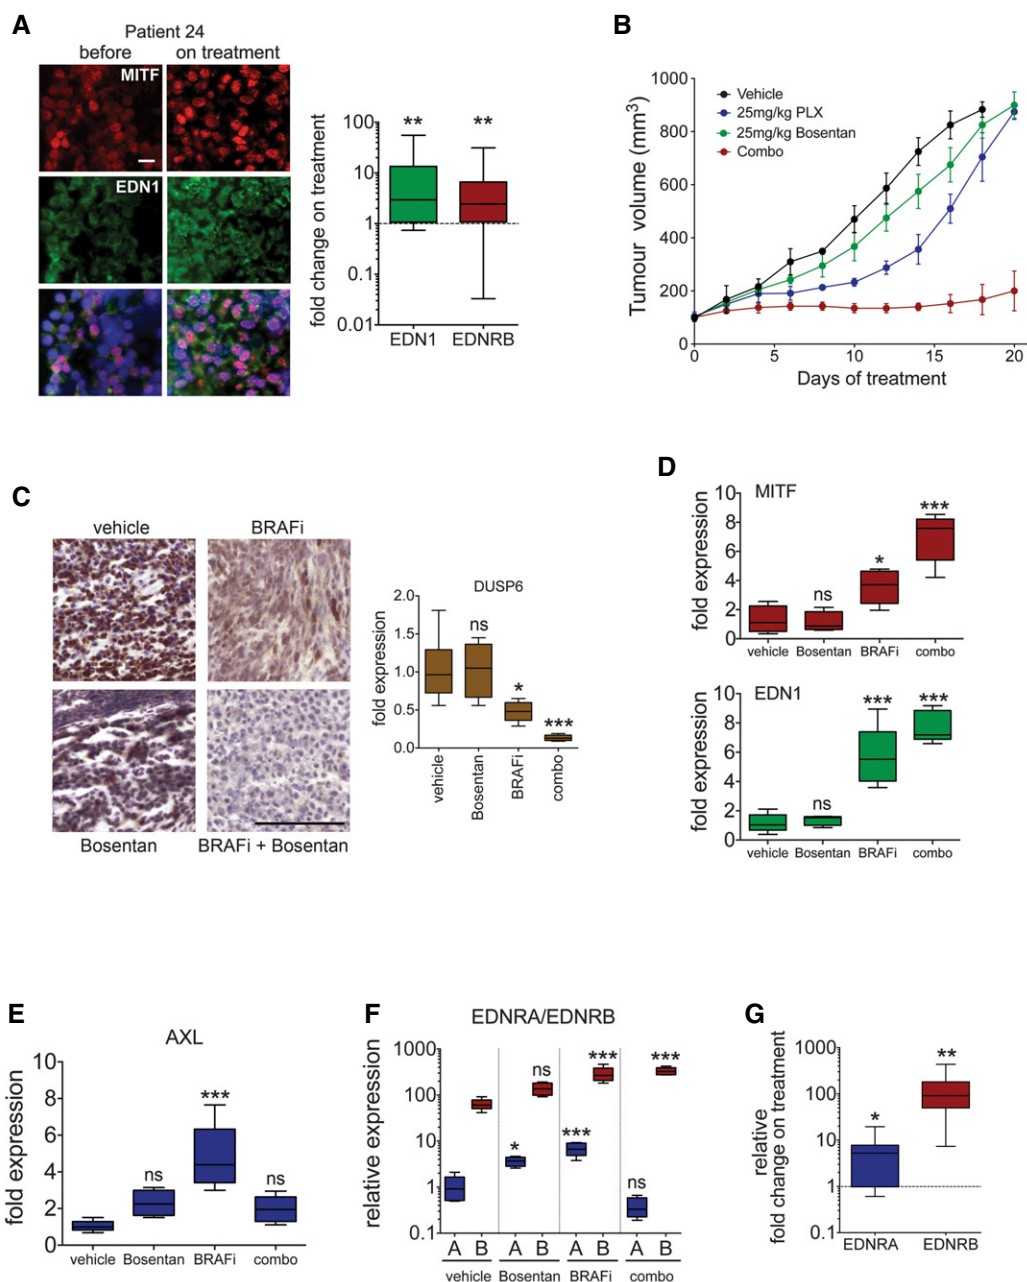 A
Patient 24
before on treatment
MITF
EDN1
fold change on treatment
100
10
1
0.1
0.01
** **
EDN1 EDNRB
B
Tumour volume (mm3)
1000
800
600
400
200
0
Vehicle
25mg/kg PLX
25mg/kg Bosentan
Combo
0 5 10 15 20
Days of treatment
C
vehicle BRAFi
Bosentan BRAFi + Bosentan
DUSP6
fold expression
2.0
1.5
1.0
0.5
0.0
ns
*
***
vehicle
Bosentan
BRAFi
combo
D
MITF
fold expression
10
8
6
4
2
0
ns
*
***
vehicle Bosentan BRAFi combo
EDN1
fold expression
10
8
6
4
2
0
ns
***
***
vehicle Bosentan BRAFi combo
E
AXL
fold expression
10
8
6
4
2
0
ns
***
ns
vehicle Bosentan BRAFi combo
F
EDNRA/EDNRB
relative expression
1000
100
10
1
0.1
ns
***
***
*
***
ns
A B A B A B A B
vehicle Bosentan BRAFi combo
G
relative
fold change on treatment
1000
100
10
1
0.1
*
**
EDNRA EDNRB